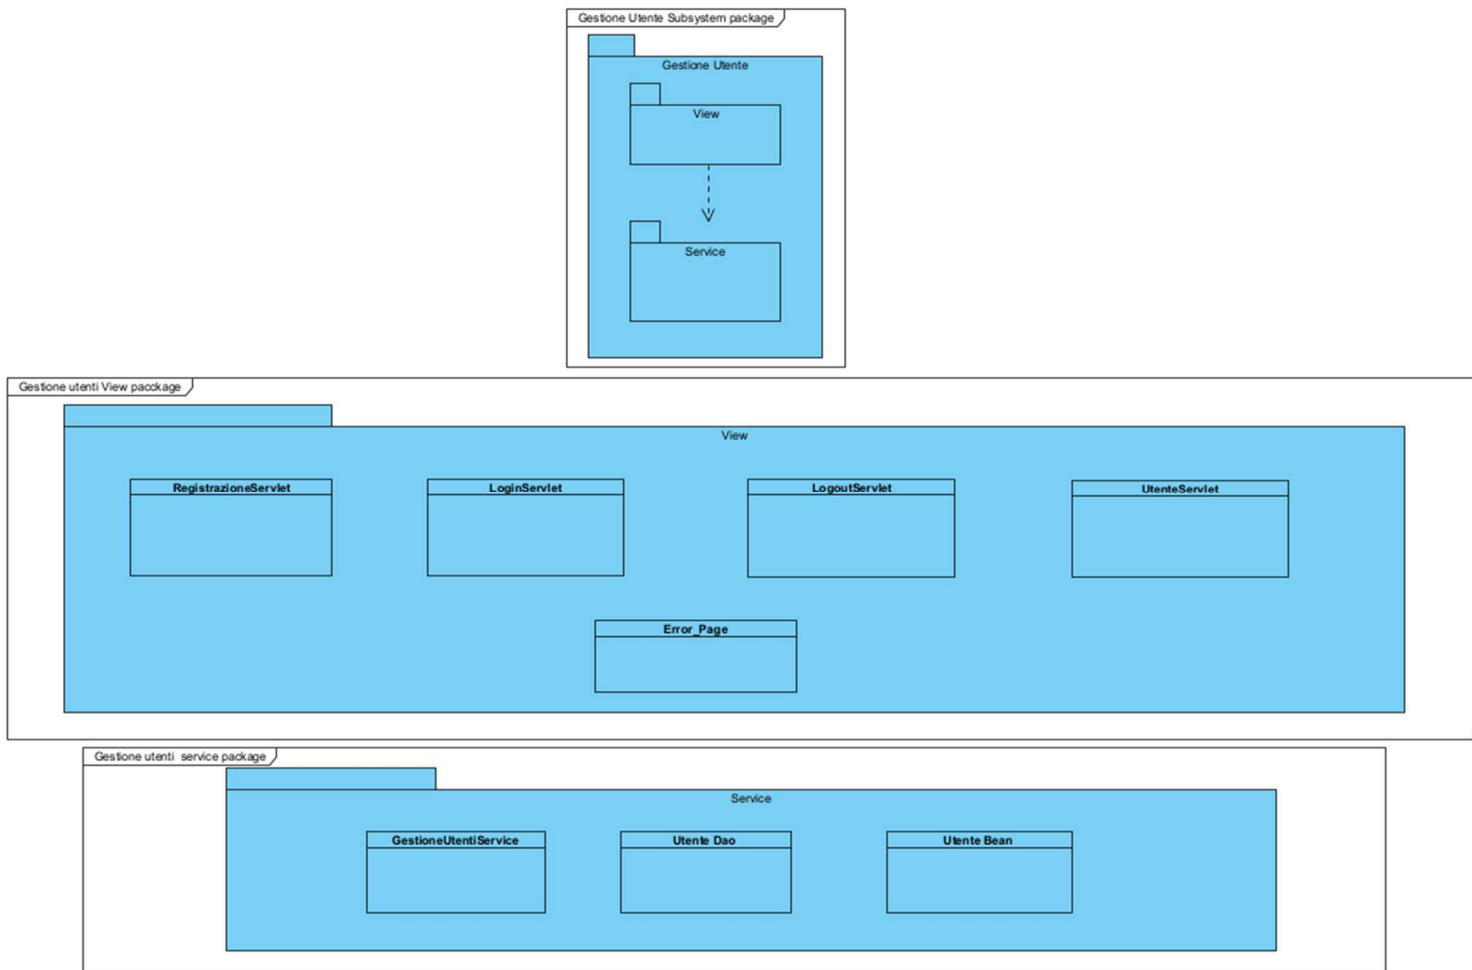 Gestione Utente Subsystem package
Gestione Utente
View
Service
Gestione utenti View pacckage
View
RegistrazioneServlet
LoginServlet
LogoutServlet
UtenteServlet
Error_Page
Gestione utenti service package
Service
GestioneUtentiService
Utente Dao
Utente Bean